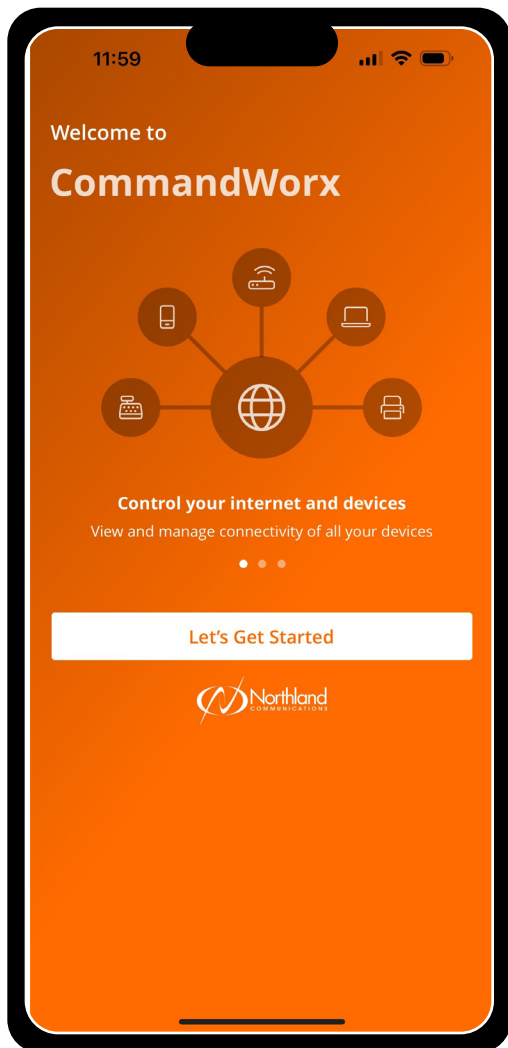 11:59
Welcome to
CommandWorx
Control your internet and devices
View and manage connectivity of all your devices
Let’s Get Started
Northland
COMMUNICATIONS